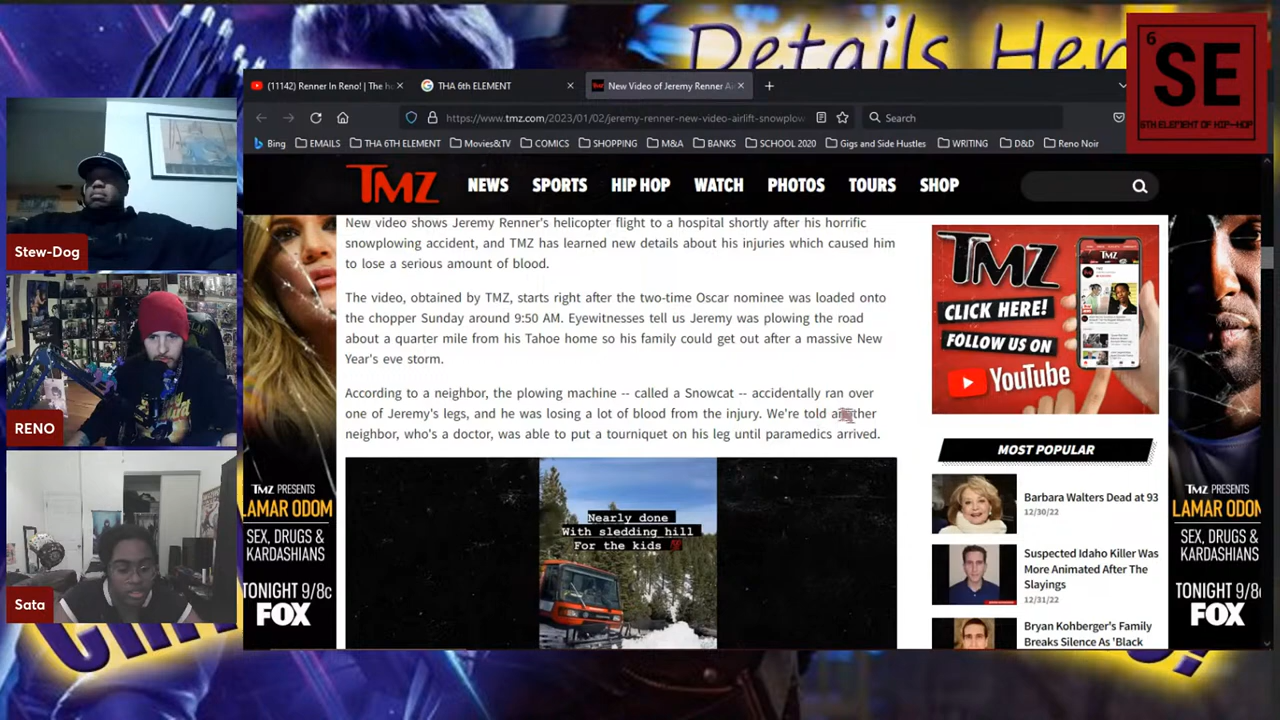 Details Her
6
SE
6TH ELEMENT OF HIP-HOP
(11142) Renner In Reno! | The h
THA 6th ELEMENT
New Video of Jeremy Renner A
https://www.tmz.com/2023/01/02/jeremy-renner-new-video-airlift-snowplow
Search
Bing
EMAILS
THA 6TH ELEMENT
Movies&TV
COMICS
SHOPPING
M&A
BANKS
SCHOOL 2020
Gigs and Side Hustles
WRITING
D&D
Reno Noir
TMZ
NEWS
SPORTS
HIP HOP
WATCH
PHOTOS
TOURS
SHOP
Stew-Dog
RENO
Sata
New video shows Jeremy Renner's helicopter flight to a hospital shortly after his horrific
snowplowing accident, and TMZ has learned new details about his injuries which caused him
to lose a serious amount of blood.
The video, obtained by TMZ, starts right after the two-time Oscar nominee was loaded onto
the chopper Sunday around 9:50 AM. Eyewitnesses tell us Jeremy was plowing the road
about a quarter mile from his Tahoe home so his family could get out after a massive New
Year's eve storm.
According to a neighbor, the plowing machine -- called a Snowcat -- accidentally ran over
one of Jeremy's legs, and he was losing a lot of blood from the injury. We're told another
neighbor, who's a doctor, was able to put a tourniquet on his leg until paramedics arrived.
Nearly done
With sledding hill
For the kids
TMZ
CLICK HERE!
FOLLOW US ON
YouTube
MOST POPULAR
Barbara Walters Dead at 93
12/30/22
Suspected Idaho Killer Was
More Animated After The
Slayings
12/31/22
Bryan Kohberger's Family
Breaks Silence As 'Black
TMZ PRESENTS
LAMAR ODOM
SEX, DRUGS &
KARDASHIANS
TONIGHT 9/8c
FOX
TMZ PRESENTS
LAMAR ODOM
SEX, DRUGS &
KARDASHIANS
TONIGHT 9/8c
FOX